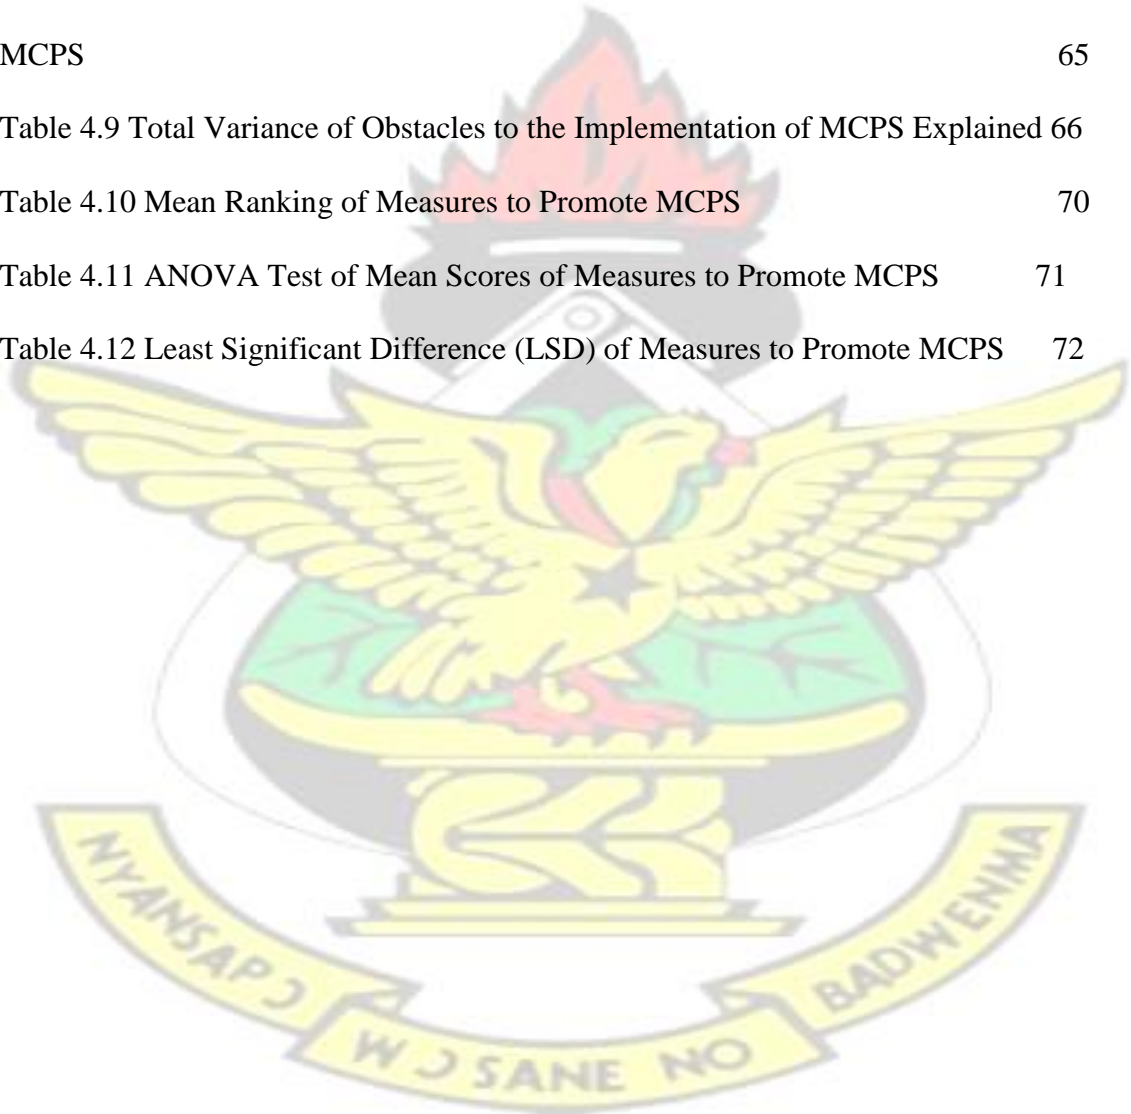 MCPS 65
Table 4.9 Total Variance of Obstacles to the Implementation of MCPS Explained 66
Table 4.10 Mean Ranking of Measures to Promote MCPS 70
Table 4.11 ANOVA Test of Mean Scores of Measures to Promote MCPS 71
Table 4.12 Least Significant Difference (LSD) of Measures to Promote MCPS 72
NYANSAPƆ
WƆSANE NO
BADWENMA